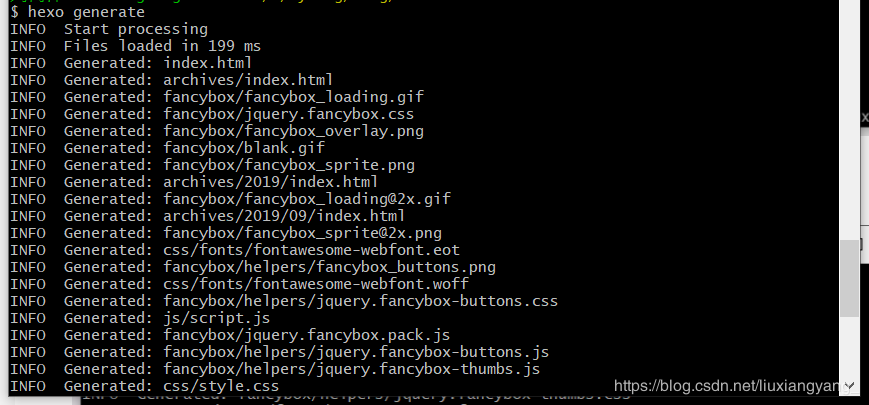 $ hexo generate
INFO  Start processing
INFO  Files loaded in 199 ms
INFO  Generated: index.html
INFO  Generated: archives/index.html
INFO  Generated: fancybox/fancybox_loading.gif
INFO  Generated: fancybox/jquery.fancybox.css
INFO  Generated: fancybox/fancybox_overlay.png
INFO  Generated: fancybox/blank.gif
INFO  Generated: fancybox/fancybox_sprite.png
INFO  Generated: archives/2019/index.html
INFO  Generated: fancybox/fancybox_loading@2x.gif
INFO  Generated: archives/2019/09/index.html
INFO  Generated: fancybox/fancybox_sprite@2x.png
INFO  Generated: css/fonts/fontawesome-webfont.eot
INFO  Generated: fancybox/helpers/fancybox_buttons.png
INFO  Generated: css/fonts/fontawesome-webfont.woff
INFO  Generated: fancybox/helpers/jquery.fancybox-buttons.css
INFO  Generated: js/script.js
INFO  Generated: fancybox/jquery.fancybox.pack.js
INFO  Generated: fancybox/helpers/jquery.fancybox-buttons.js
INFO  Generated: fancybox/helpers/jquery.fancybox-thumbs.js
INFO  Generated: css/style.css
https://blog.csdn.net/liuxiangyang